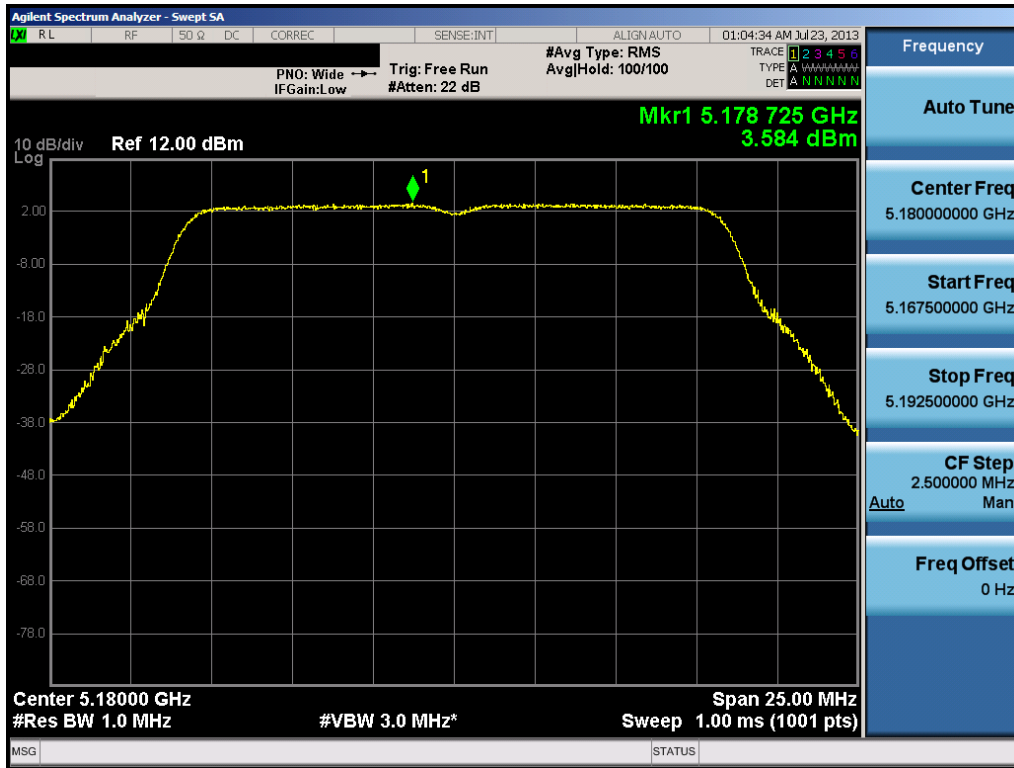 Agilent Spectrum Analyzer - Swept SA
LXI RL RF 50 Ω DC CORREC SENSE:INT ALIGN AUTO 01:04:34 AM Jul 23, 2013
PNO: Wide
IFGain:Low
Trig: Free Run
#Atten: 22 dB
#Avg Type: RMS
Avg|Hold: 100/100
TRACE 1 2 3 4 5 6
TYPE A WWWWW
DET A N N N N N
Mkr1 5.178 725 GHz
3.584 dBm
10 dB/div Ref 12.00 dBm
Log
1
2.00
-8.00
-18.0
-28.0
-38.0
-48.0
-58.0
-68.0
-78.0
Center 5.18000 GHz Span 25.00 MHz
#Res BW 1.0 MHz #VBW 3.0 MHz* Sweep 1.00 ms (1001 pts)
MSG STATUS
Frequency
Auto Tune
Center Freq
5.180000000 GHz
Start Freq
5.167500000 GHz
Stop Freq
5.192500000 GHz
CF Step
2.500000 MHz
Auto Man
Freq Offset
0 Hz